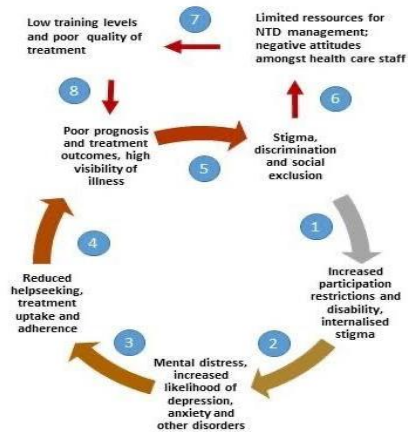 Low training levels
and poor quality of
treatment
7
Limited ressources for
NTD management;
negative attitudes
amongst health care staff
8
6
Poor prognosis
and treatment
outcomes, high
visibility of
illness
5
Stigma,
discrimination
and social
exclusion
1
4
Reduced
helpseeking,
treatment
uptake and
adherence
Increased
participation
restrictions and
disability,
internalised
stigma
3
2
Mental distress,
increased
likelihood of
depression,
anxiety and
other disorders